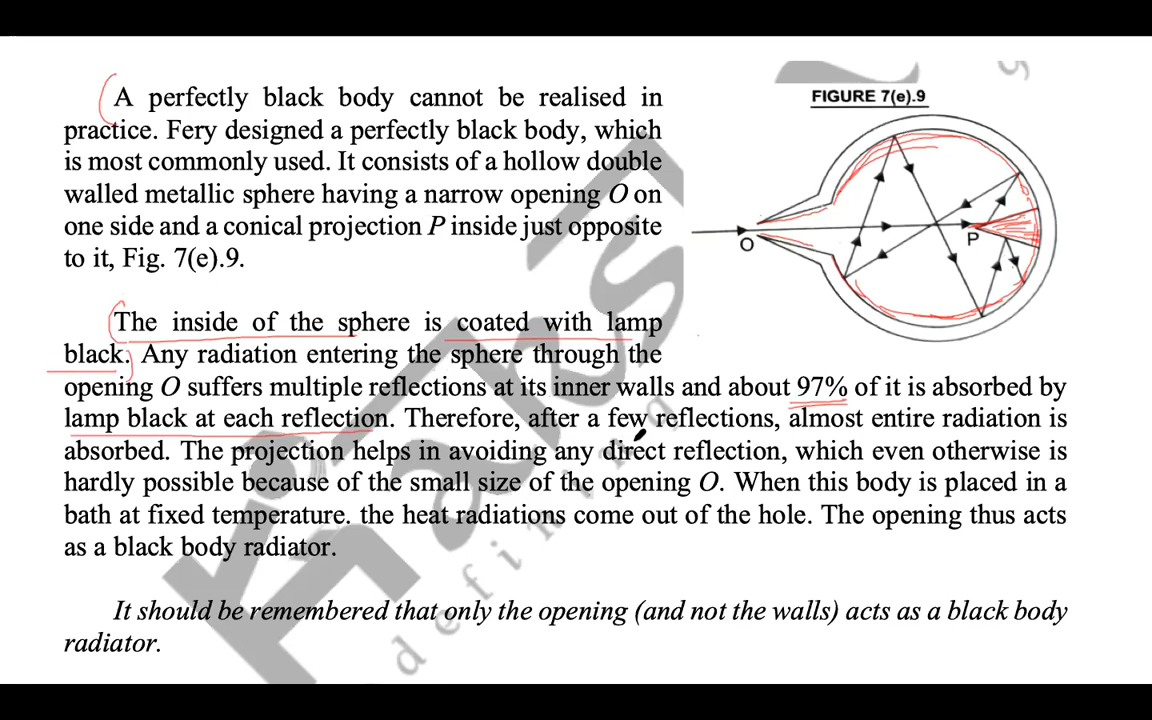 FIGURE 7(e).9
A perfectly black body cannot be realised in
practice. Fery designed a perfectly black body, which
is most commonly used. It consists of a hollow double
walled metallic sphere having a narrow opening O on
one side and a conical projection P inside just opposite
to it, Fig. 7(e).9.
O
P
The inside of the sphere is coated with lamp
black. Any radiation entering the sphere through the
opening O suffers multiple reflections at its inner walls and about 97% of it is absorbed by
lamp black at each reflection. Therefore, after a few reflections, almost entire radiation is
absorbed. The projection helps in avoiding any direct reflection, which even otherwise is
hardly possible because of the small size of the opening O. When this body is placed in a
bath at fixed temperature. the heat radiations come out of the hole. The opening thus acts
as a black body radiator.
It should be remembered that only the opening (and not the walls) acts as a black body
radiator.